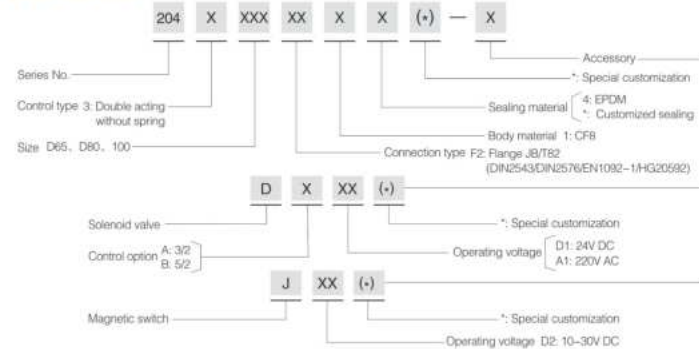 204 X XXX XX X X (*) — X
Accessory
Series No.
*: Special customization
Control type 3: Double acting
without spring
Sealing material 4: EPDM
*: Customized sealing
Body material 1: CF8
Size D65、D80、100
Connection type F2: Flange JB/T82
(DIN2543/DIN2576/EN1092-1/HG20592)
D X XX (*)
Solenoid valve
*: Special customization
Control option A: 3/2
B: 5/2
Operating voltage D1: 24V DC
A1: 220V AC
J XX (*)
Magnetic switch
*: Special customization
Operating voltage D2: 10-30V DC